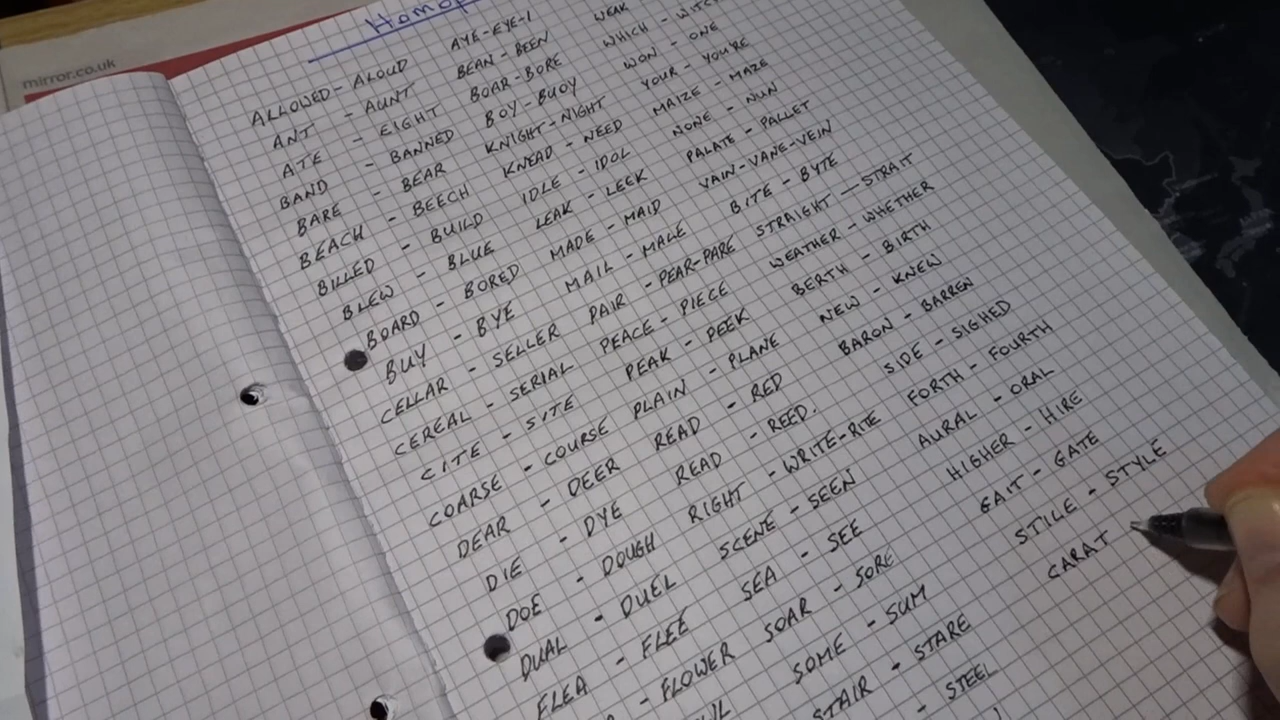 mirror.co.uk
ALLOWED - ALOUD
ANT - AUNT
ATE - EIGHT
BAND - BANNED
BARE - BEAR
BEACH - BEECH
BILLED - BUILD
BLEW - BLUE
BOARD - BORED
BUY - BYE
CELLAR - SELLER
CEREAL - SERIAL
CITE - SITE
COARSE - COURSE
DEAR - DEER
DIE - DYE
DOE - DOUGH
DUAL - DUEL
FLEA - FLEE
- FLOWER
AYE-EYE-I
BEAN - BEEN
BOAR-BORE
BOY-BUOY
KNIGHT-NIGHT
KNEAD - NEED
IDLE - IDOL
LEAK - LEEK
MADE - MAID
MAIL - MALE
PAIR - PEAR-PARE
PEACE - PIECE
PEAK - PEEK
PLAIN - PLANE
READ - RED
READ - REED.
RIGHT - WRITE-RITE
SCENE - SEEN
SEA - SEE
SOAR - SORE
SOME - SUM
STAIR - STARE
- STEEL
WEAK
WHICH - WITCH
WON - ONE
YOUR - YOU'RE
MAIZE - MAZE
NONE - NUN
PALATE - PALLET
VAIN-VANE-VEIN
BITE - BYTE
STRAIGHT — STRAIT
WEATHER - WHETHER
BERTH - BIRTH
NEW - KNEW
BARON - BARREN
SIDE - SIGHED
FORTH - FOURTH
AURAL - ORAL
HIGHER - HIRE
GAIT - GATE
STILE - STYLE
CARAT